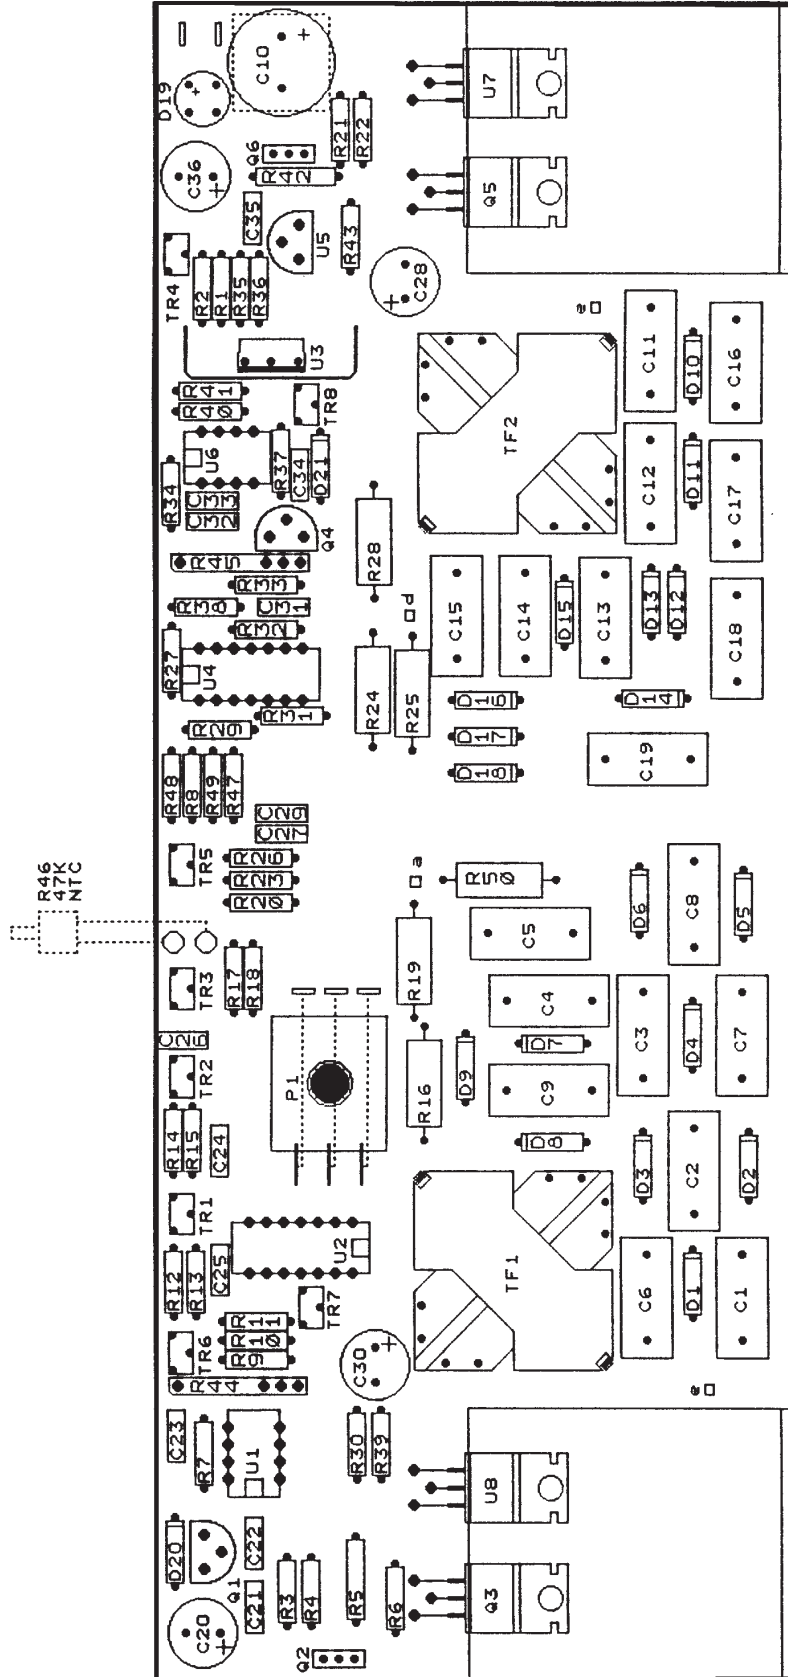 C10
+
D19
+
U7
R21
R22
Q6
R42
C36
+
Q5
C35
U5
R43
TR4
R2
R1
R35
R36
C28
+
U3
a
C11
D10
C16
R41
R40
TR8
TF2
U6
R37
C34
D21
R34
C33
C32
C12
D11
C17
Q4
R45
R28
R33
R38
C31
R32
d
C15
C14
D15
C13
D13
D12
C18
R27
U4
R24
R25
R31
R29
D16
D17
D18
D14
C19
R48
R8
R49
R47
C29
C27
R46
47K
NTC
TR5
R26
R23
R20
a
R50
D6
C8
D5
C5
R19
TR3
R17
R18
C4
C3
D4
C7
C26
D7
TR2
P1
R16
D9
C9
R14
R15
C24
D8
D3
C2
D2
TR1
U2
R12
R13
C25
TF1
C6
D1
C1
TR7
R11
R10
R9
TR6
R44
C30
+
e
C23
R7
U1
R30
R39
U8
D20
Q1
C22
C21
R3
R4
R5
R6
Q3
C20
+
Q2